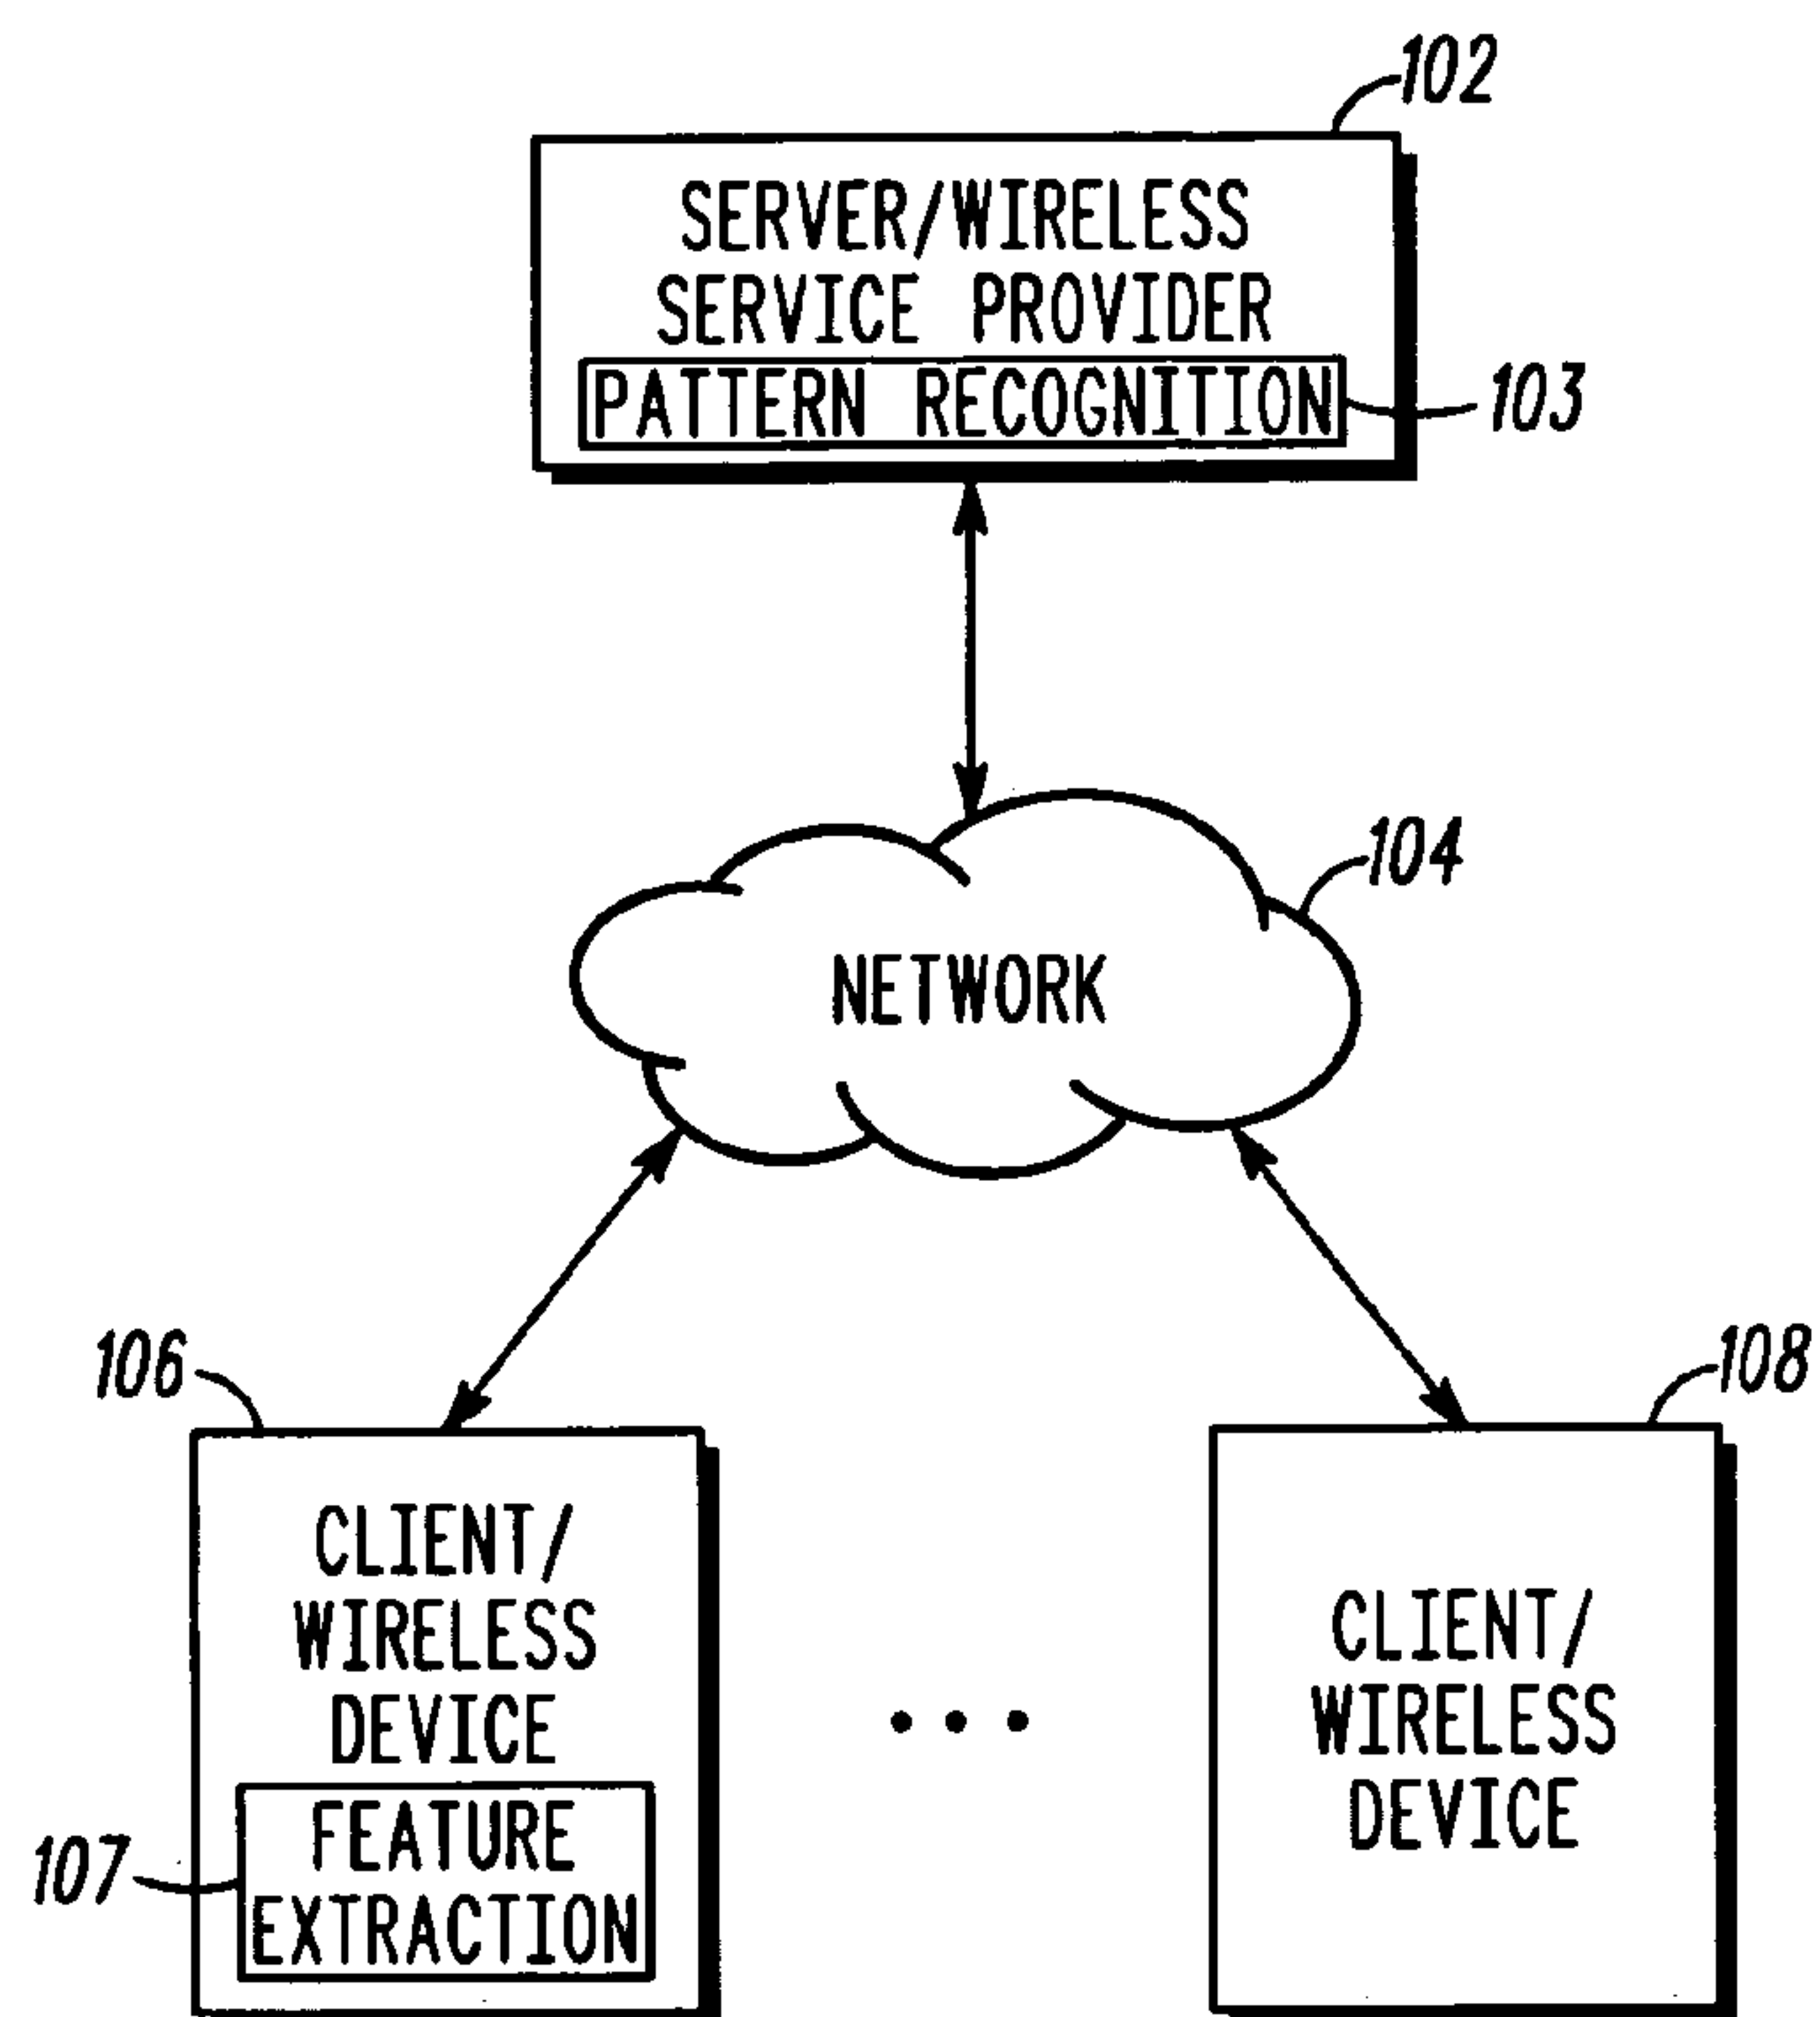 102
SERVER/WIRELESS
SERVICE PROVIDER
PATTERN RECOGNITION
103
104
NETWORK
106
108
CLIENT/
WIRELESS
DEVICE
FEATURE
EXTRACTION
107
CLIENT/
WIRELESS
DEVICE